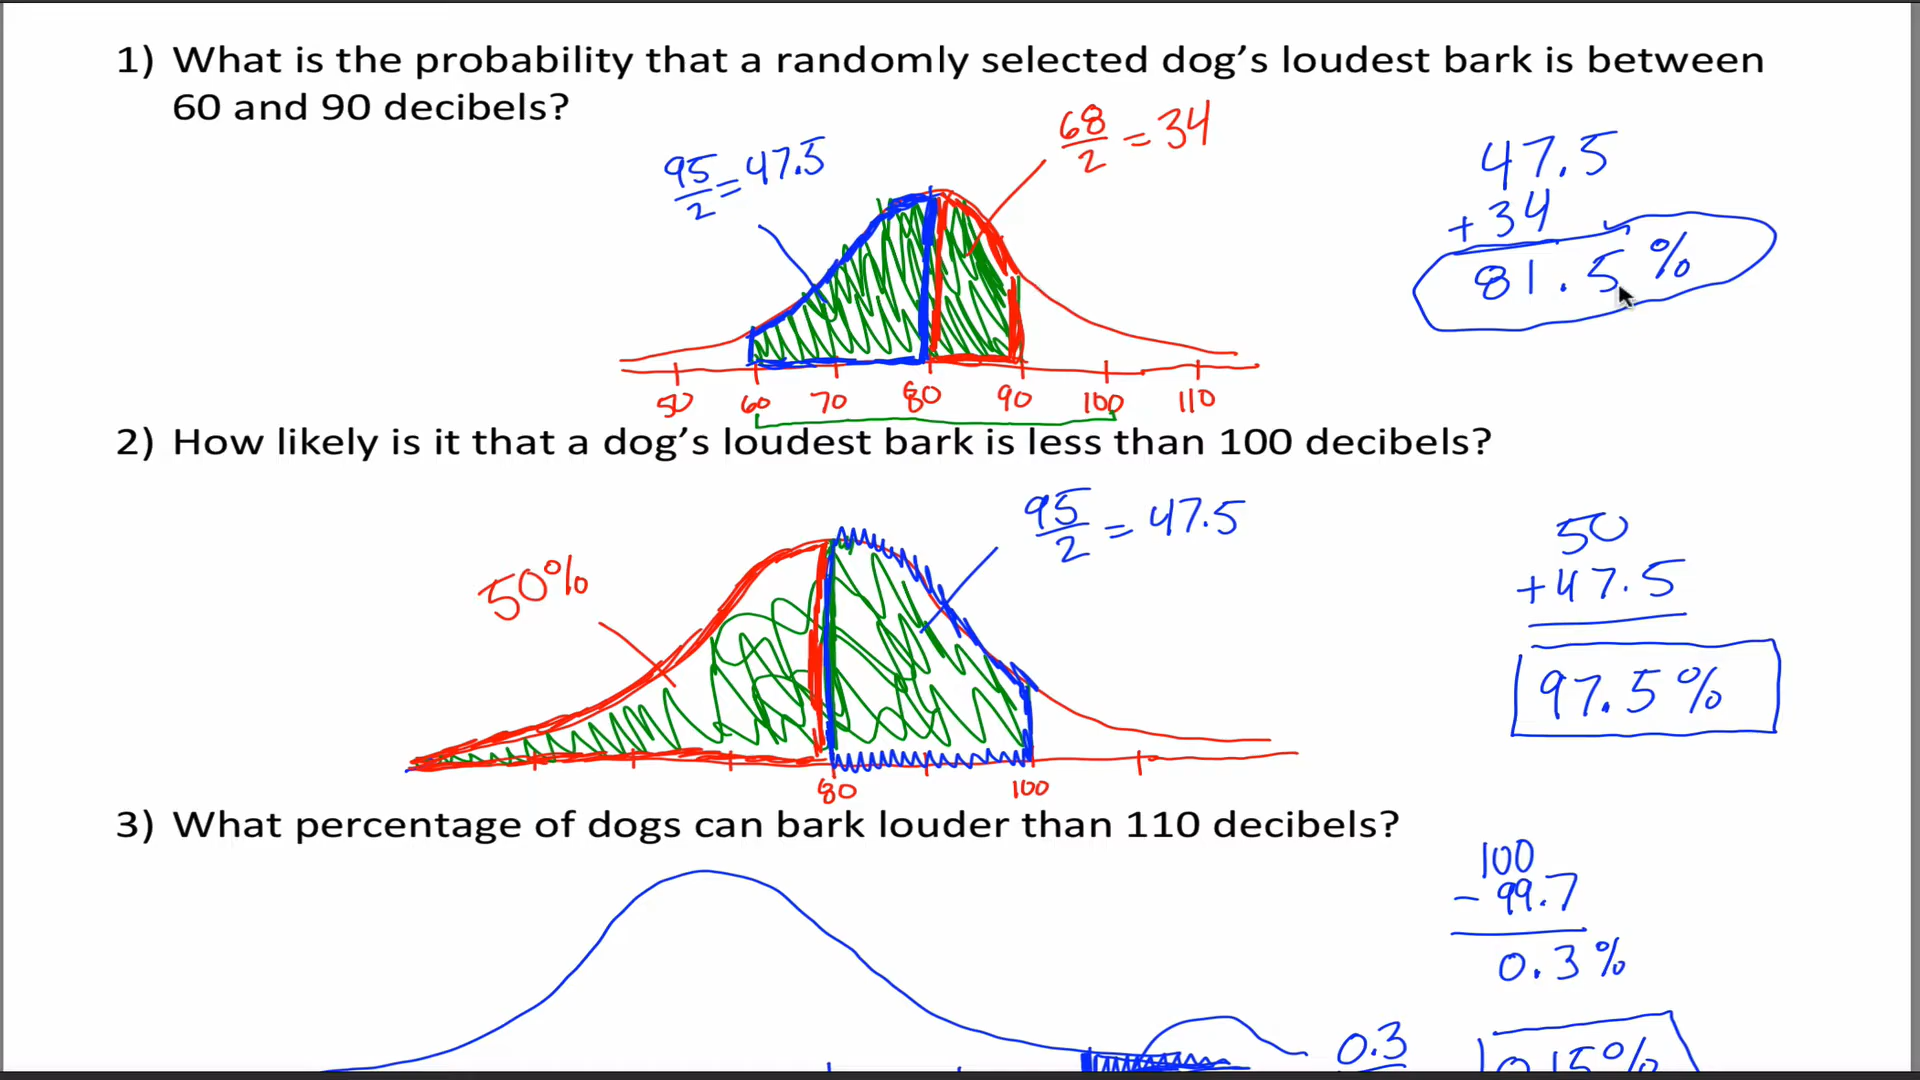 1) What is the probability that a randomly selected dog's loudest bark is between
60 and 90 decibels?
95/2 = 47.5
68/2 = 34
47.5
+34
81.5%
50 60 70 80 90 100 110
2) How likely is it that a dog's loudest bark is less than 100 decibels?
50%
95/2 = 47.5
50
+47.5
97.5%
80 100
3) What percentage of dogs can bark louder than 110 decibels?
100
- 99.7
0.3%
0.3
0.15%